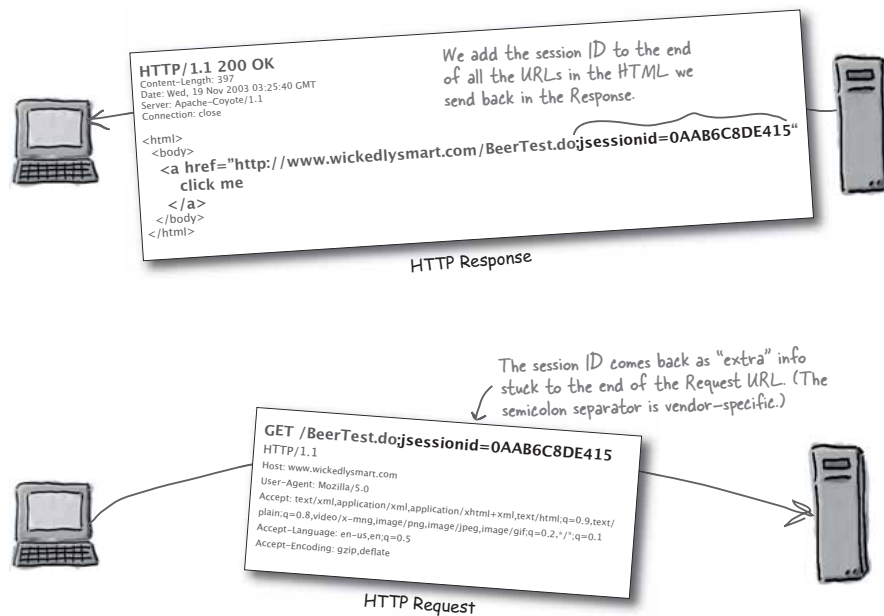 HTTP/1.1 200 OK
Content-Length: 397
Date: Wed, 19 Nov 2003 03:25:40 GMT
Server: Apache-Coyote/1.1
Connection: close
We add the session ID to the end
of all the URLs in the HTML we
send back in the Response.
<html>
<body>
<a href="http://www.wickedlysmart.com/BeerTest.do;jsessionid=0AAB6C8DE415“
click me
</a>
</body>
</html>
HTTP Response
The session ID comes back as “extra” info
stuck to the end of the Request URL. (The
semicolon separator is vendor-specific.)
GET /BeerTest.do;jsessionid=0AAB6C8DE415
HTTP/1.1
Host: www.wickedlysmart.com
User-Agent: Mozilla/5.0
Accept: text/xml,application/xml,application/xhtml+xml,text/html;q=0.9,text/
plain;q=0.8,video/x-mng,image/png,image/jpeg,image/gif;q=0.2,*/*;q=0.1
Accept-Language: en-us,en;q=0.5
Accept-Encoding: gzip,deflate
HTTP Request